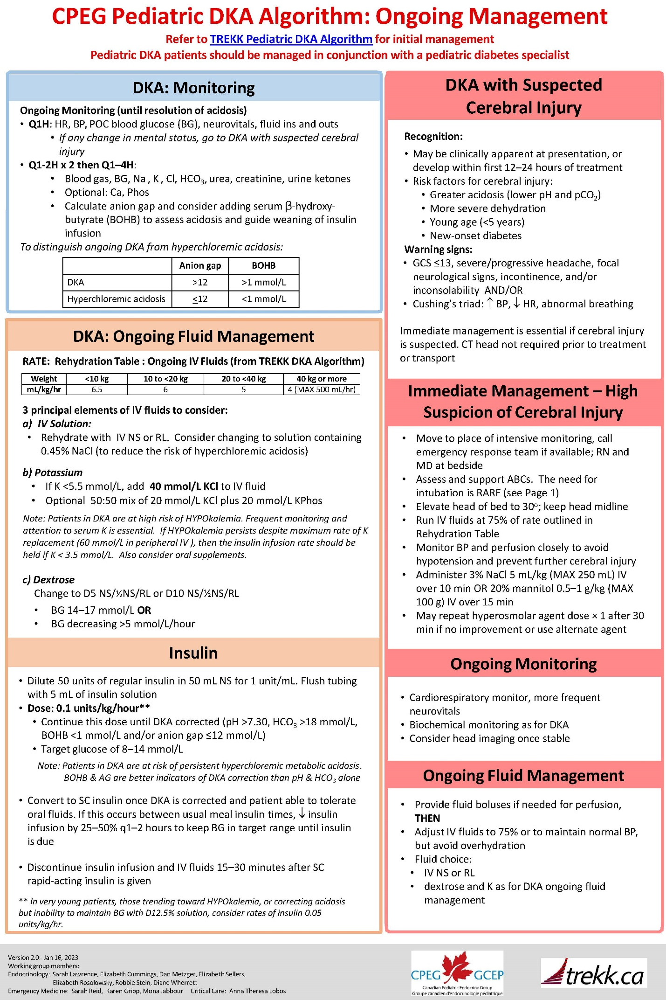 CPEG Pediatric DKA Algorithm: Ongoing Management
Refer to TREKK Pediatric DKA Algorithm for initial management
Pediatric DKA patients should be managed in conjunction with a pediatric diabetes specialist
DKA: Monitoring
Ongoing Monitoring (until resolution of acidosis)
• Q1H: HR, BP, POC blood glucose (BG), neurovitals, fluid ins and outs
• If any change in mental status, go to DKA with suspected cerebral
injury
• Q1-2H x 2 then Q1–4H:
• Blood gas, BG, Na , K , Cl, HCO₃, urea, creatinine, urine ketones
• Optional: Ca, Phos
• Calculate anion gap and consider adding serum β-hydroxy-
butyrate (BOHB) to assess acidosis and guide weaning of insulin
infusion
To distinguish ongoing DKA from hyperchloremic acidosis:
Anion gap BOHB
DKA >12 >1 mmol/L
Hyperchloremic acidosis ≤12 <1 mmol/L
DKA: Ongoing Fluid Management
RATE: Rehydration Table : Ongoing IV Fluids (from TREKK DKA Algorithm)
Weight <10 kg 10 to <20 kg 20 to <40 kg 40 kg or more
mL/kg/hr 6.5 6 5 4 (MAX 500 mL/hr)
3 principal elements of IV fluids to consider:
a) IV Solution:
• Rehydrate with IV NS or RL. Consider changing to solution containing
0.45% NaCl (to reduce the risk of hyperchloremic acidosis)
b) Potassium
• If K <5.5 mmol/L, add 40 mmol/L KCl to IV fluid
• Optional 50:50 mix of 20 mmol/L KCl plus 20 mmol/L KPhos
Note: Patients in DKA are at high risk of HYPOkalemia. Frequent monitoring and
attention to serum K is essential. If HYPOkalemia persists despite maximum rate of K
replacement (60 mmol/L in peripheral IV ), then the insulin infusion rate should be
held if K < 3.5 mmol/L. Also consider oral supplements.
c) Dextrose
Change to D5 NS/½NS/RL or D10 NS/½NS/RL
• BG 14–17 mmol/L OR
• BG decreasing >5 mmol/L/hour
Insulin
• Dilute 50 units of regular insulin in 50 mL NS for 1 unit/mL. Flush tubing
with 5 mL of insulin solution
• Dose: 0.1 units/kg/hour**
• Continue this dose until DKA corrected (pH >7.30, HCO₃ >18 mmol/L,
BOHB <1 mmol/L and/or anion gap ≤12 mmol/L)
• Target glucose of 8–14 mmol/L
Note: Patients in DKA are at risk of persistent hyperchloremic metabolic acidosis.
BOHB & AG are better indicators of DKA correction than pH & HCO₃ alone
• Convert to SC insulin once DKA is corrected and patient able to tolerate
oral fluids. If this occurs between usual meal insulin times, ↓ insulin
infusion by 25–50% q1–2 hours to keep BG in target range until insulin
is due
• Discontinue insulin infusion and IV fluids 15–30 minutes after SC
rapid-acting insulin is given
** In very young patients, those trending toward HYPOkalemia, or correcting acidosis
but inability to maintain BG with D12.5% solution, consider rates of insulin 0.05
units/kg/hr.
DKA with Suspected
Cerebral Injury
Recognition:
• May be clinically apparent at presentation, or
develop within first 12–24 hours of treatment
• Risk factors for cerebral injury:
• Greater acidosis (lower pH and pCO₂)
• More severe dehydration
• Young age (<5 years)
• New-onset diabetes
Warning signs:
• GCS ≤13, severe/progressive headache, focal
neurological signs, incontinence, and/or
inconsolability AND/OR
• Cushing’s triad: ↑ BP, ↓ HR, abnormal breathing
Immediate management is essential if cerebral injury
is suspected. CT head not required prior to treatment
or transport
Immediate Management – High
Suspicion of Cerebral Injury
• Move to place of intensive monitoring, call
emergency response team if available; RN and
MD at bedside
• Assess and support ABCs. The need for
intubation is RARE (see Page 1)
• Elevate head of bed to 30º; keep head midline
• Run IV fluids at 75% of rate outlined in
Rehydration Table
• Monitor BP and perfusion closely to avoid
hypotension and prevent further cerebral injury
• Administer 3% NaCl 5 mL/kg (MAX 250 mL) IV
over 10 min OR 20% mannitol 0.5–1 g/kg (MAX
100 g) IV over 15 min
• May repeat hyperosmolar agent dose × 1 after 30
min if no improvement or use alternate agent
Ongoing Monitoring
• Cardiorespiratory monitor, more frequent
neurovitals
• Biochemical monitoring as for DKA
• Consider head imaging once stable
Ongoing Fluid Management
• Provide fluid boluses if needed for perfusion,
THEN
• Adjust IV fluids to 75% or to maintain normal BP,
but avoid overhydration
• Fluid choice:
• IV NS or RL
• dextrose and K as for DKA ongoing fluid
management
Version 2.0: Jan 16, 2023
Working group members:
Endocrinology: Sarah Lawrence, Elizabeth Cummings, Dan Metzger, Elizabeth Sellers,
Elizabeth Rosolowsky, Robbie Stein, Diane Wherrett
Emergency Medicine: Sarah Reid, Karen Gripp, Mona Jabbour Critical Care: Anna Theresa Lobos
CPEG GCEP
Canadian Pediatric Endocrine Group
Groupe canadien d'endocrinologie pédiatrique
trekk.ca